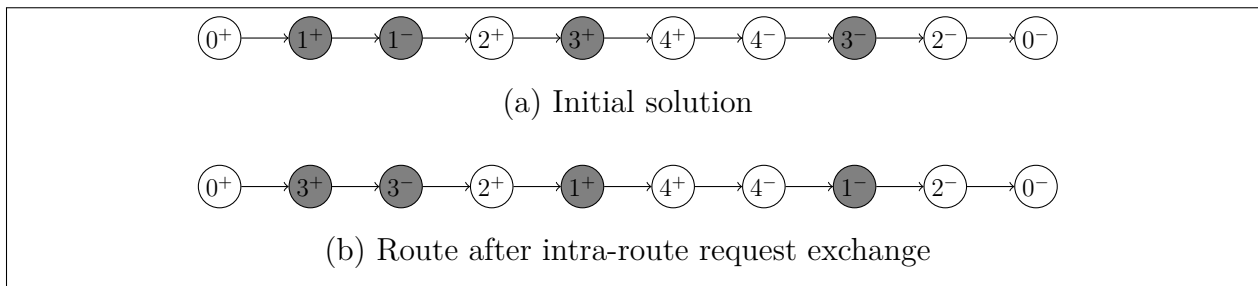 0⁺ 1⁺ 1⁻ 2⁺ 3⁺ 4⁺ 4⁻ 3⁻ 2⁻ 0⁻
(a) Initial solution
0⁺ 3⁺ 3⁻ 2⁺ 1⁺ 4⁺ 4⁻ 1⁻ 2⁻ 0⁻
(b) Route after intra-route request exchange